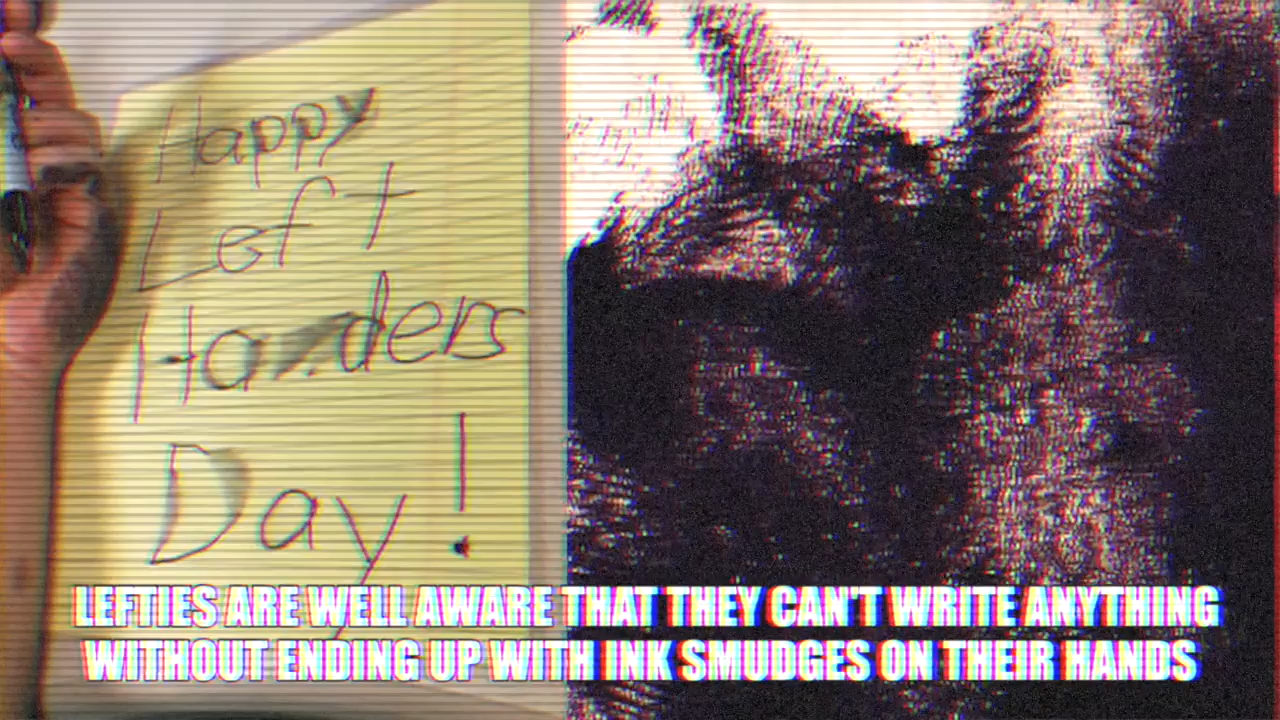 Happy
Left
Handers
Day!
LEFTIES ARE WELL AWARE THAT THEY CAN'T WRITE ANYTHING
WITHOUT ENDING UP WITH INK SMUDGES ON THEIR HANDS